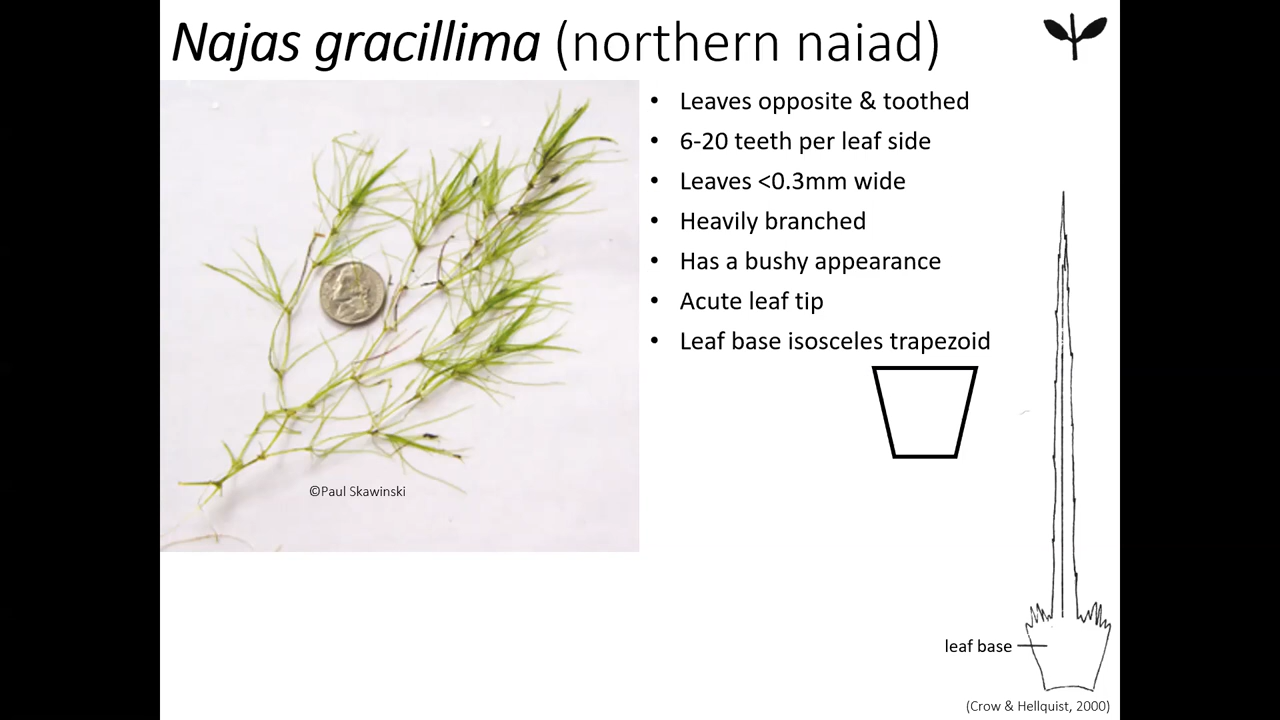 Najas gracillima (northern naiad)
• Leaves opposite & toothed
• 6-20 teeth per leaf side
• Leaves <0.3mm wide
• Heavily branched
• Has a bushy appearance
• Acute leaf tip
• Leaf base isosceles trapezoid
©Paul Skawinski
leaf base
(Crow & Hellquist, 2000)